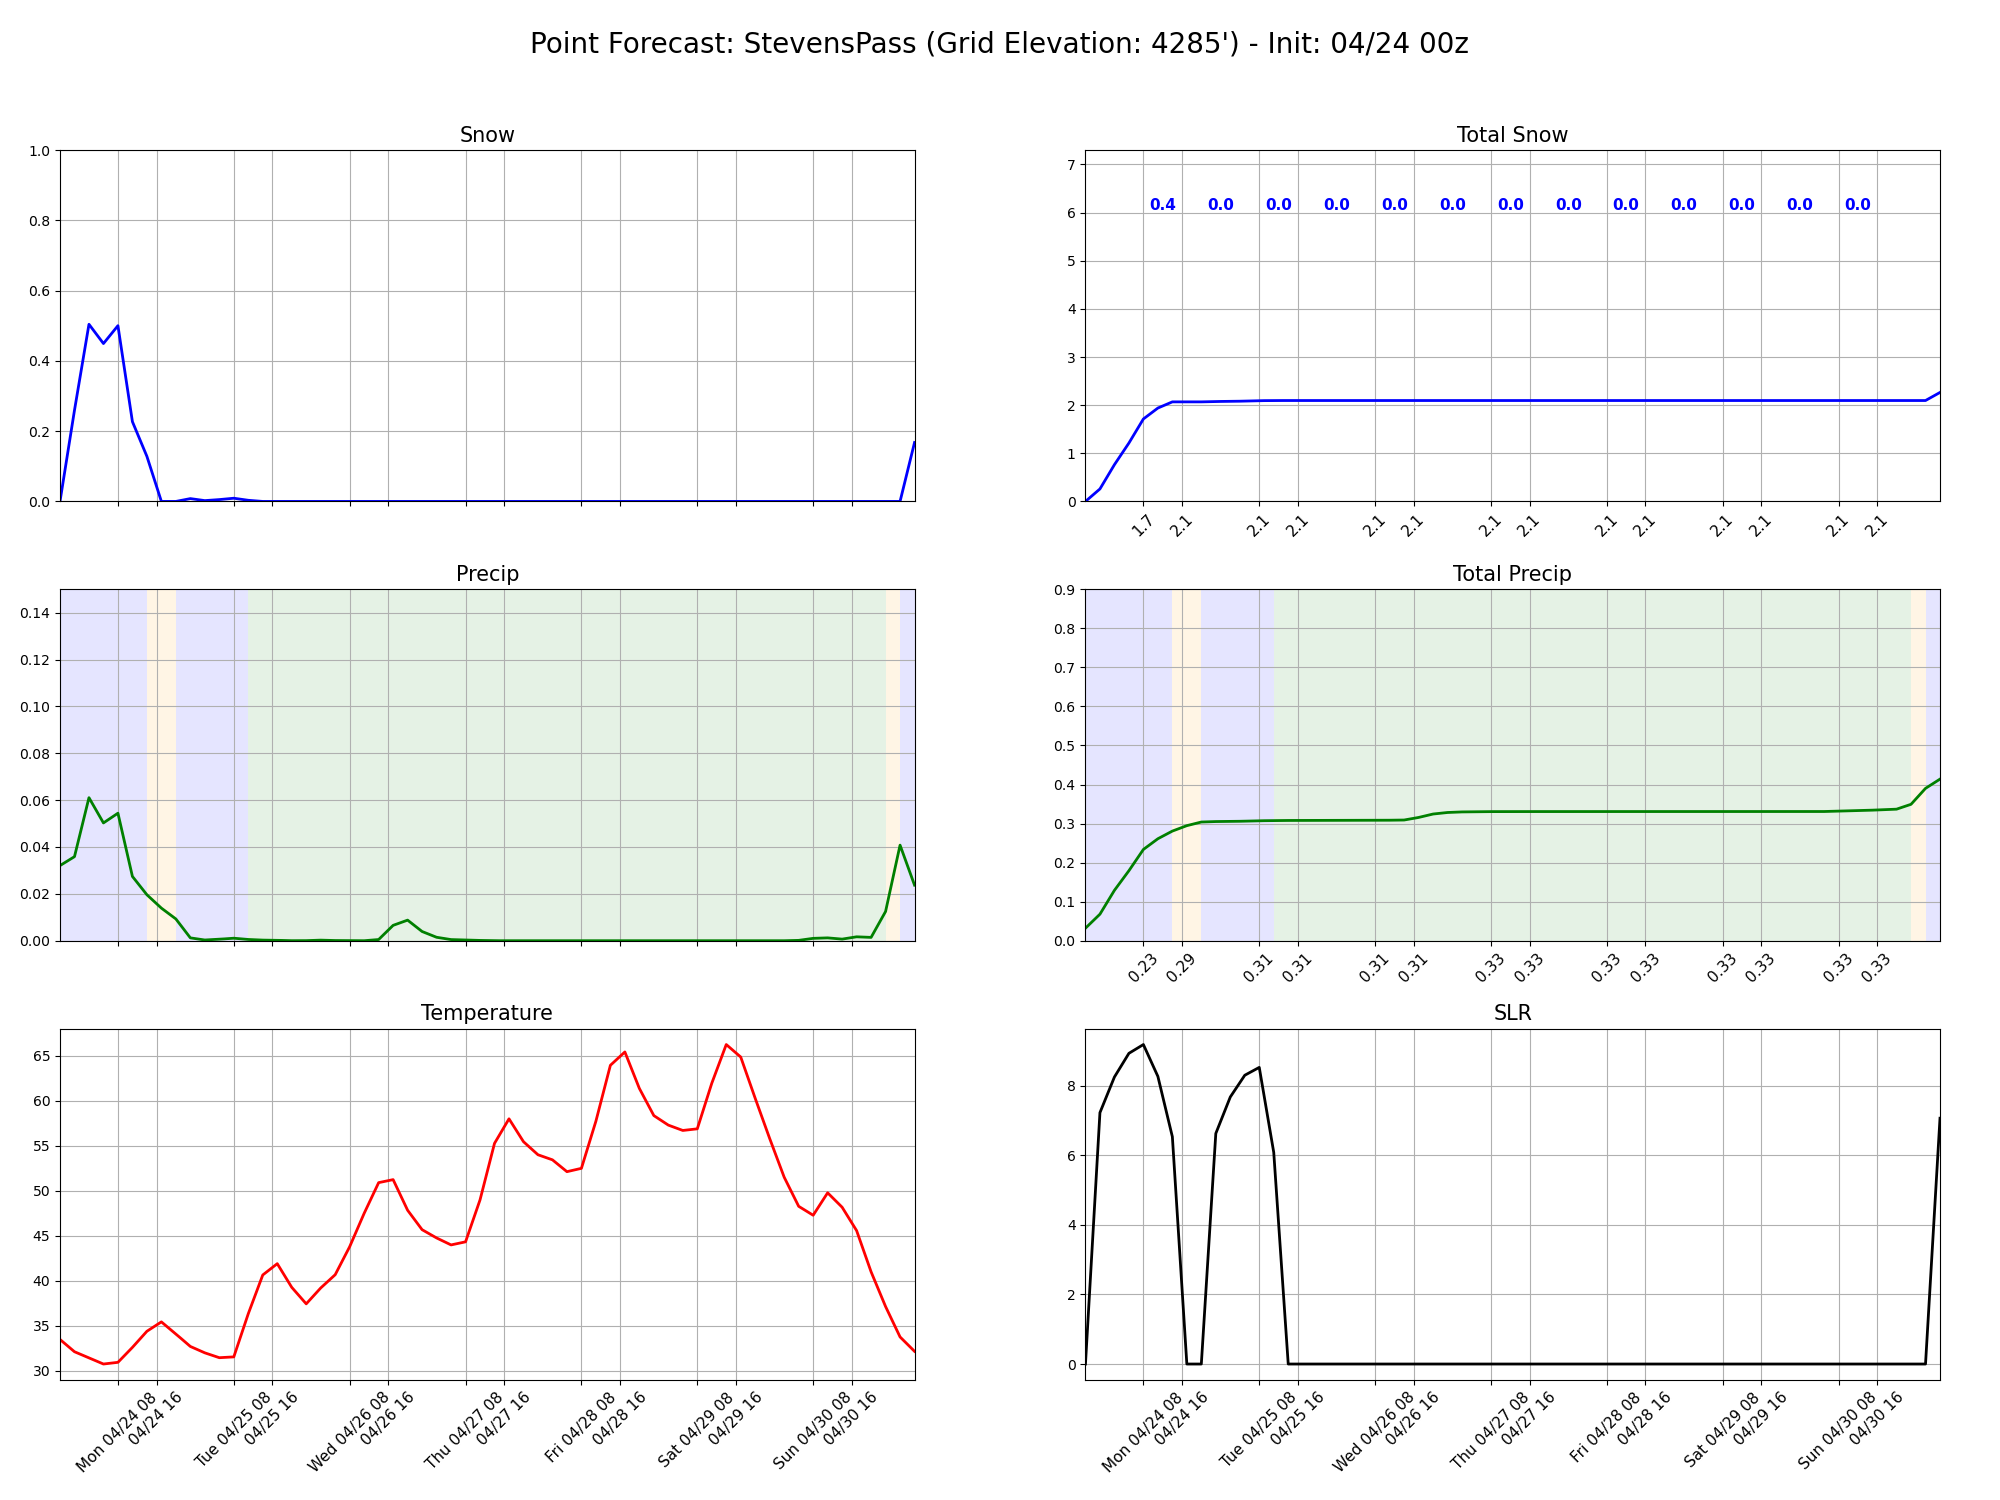 Point Forecast: StevensPass (Grid Elevation: 4285') - Init: 04/24 00z
Snow
1.0
0.8
0.6
0.4
0.2
0.0
Total Snow
7
6
5
4
3
2
1
0
0.4 0.0 0.0 0.0 0.0 0.0 0.0 0.0 0.0 0.0 0.0 0.0 0.0
1.7 2.1 2.1 2.1 2.1 2.1 2.1 2.1 2.1 2.1 2.1 2.1 2.1 2.1
Precip
0.14
0.12
0.10
0.08
0.06
0.04
0.02
0.00
Total Precip
0.9
0.8
0.7
0.6
0.5
0.4
0.3
0.2
0.1
0.0
0.23 0.29 0.31 0.31 0.31 0.31 0.33 0.33 0.33 0.33 0.33 0.33 0.33 0.33
Temperature
65
60
55
50
45
40
35
30
Mon 04/24 08
04/24 16
Tue 04/25 08
04/25 16
Wed 04/26 08
04/26 16
Thu 04/27 08
04/27 16
Fri 04/28 08
04/28 16
Sat 04/29 08
04/29 16
Sun 04/30 08
04/30 16
SLR
8
6
4
2
0
Mon 04/24 08
04/24 16
Tue 04/25 08
04/25 16
Wed 04/26 08
04/26 16
Thu 04/27 08
04/27 16
Fri 04/28 08
04/28 16
Sat 04/29 08
04/29 16
Sun 04/30 08
04/30 16